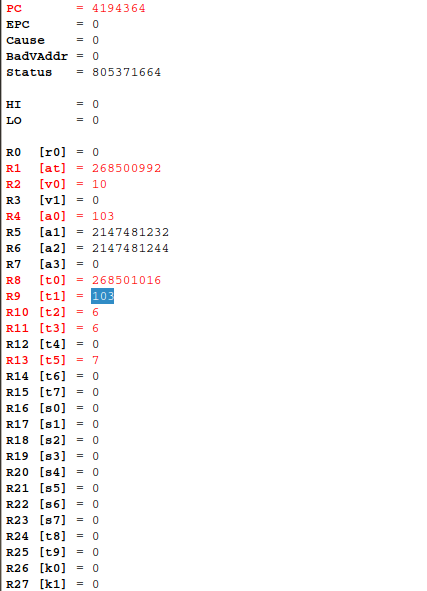 PC = 4194364
EPC = 0
Cause = 0
BadVAddr = 0
Status = 805371664
HI = 0
LO = 0
R0 [r0] = 0
R1 [at] = 268500992
R2 [v0] = 10
R3 [v1] = 0
R4 [a0] = 103
R5 [a1] = 2147481232
R6 [a2] = 2147481244
R7 [a3] = 0
R8 [t0] = 268501016
R9 [t1] = 103
R10 [t2] = 6
R11 [t3] = 6
R12 [t4] = 0
R13 [t5] = 7
R14 [t6] = 0
R15 [t7] = 0
R16 [s0] = 0
R17 [s1] = 0
R18 [s2] = 0
R19 [s3] = 0
R20 [s4] = 0
R21 [s5] = 0
R22 [s6] = 0
R23 [s7] = 0
R24 [t8] = 0
R25 [t9] = 0
R26 [k0] = 0
R27 [k1] = 0